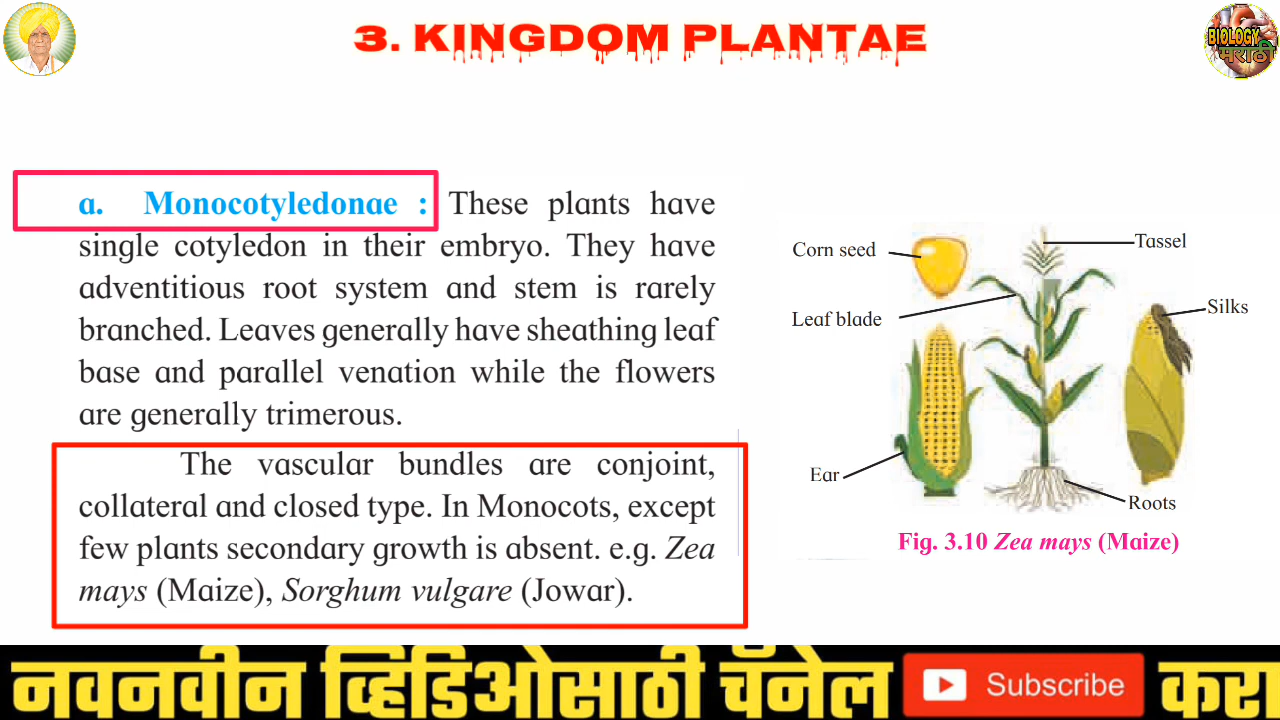 3. KINGDOM PLANTAE
BIOLOGY
मराठी
a. Monocotyledonae : These plants have
single cotyledon in their embryo. They have
adventitious root system and stem is rarely
branched. Leaves generally have sheathing leaf
base and parallel venation while the flowers
are generally trimerous.
The vascular bundles are conjoint,
collateral and closed type. In Monocots, except
few plants secondary growth is absent. e.g. Zea
mays (Maize), Sorghum vulgare (Jowar).
Corn seed
Tassel
Leaf blade
Silks
Ear
Roots
Fig. 3.10 Zea mays (Maize)
नवनवीन व्हिडिओसाठी चॅनेल Subscribe करा